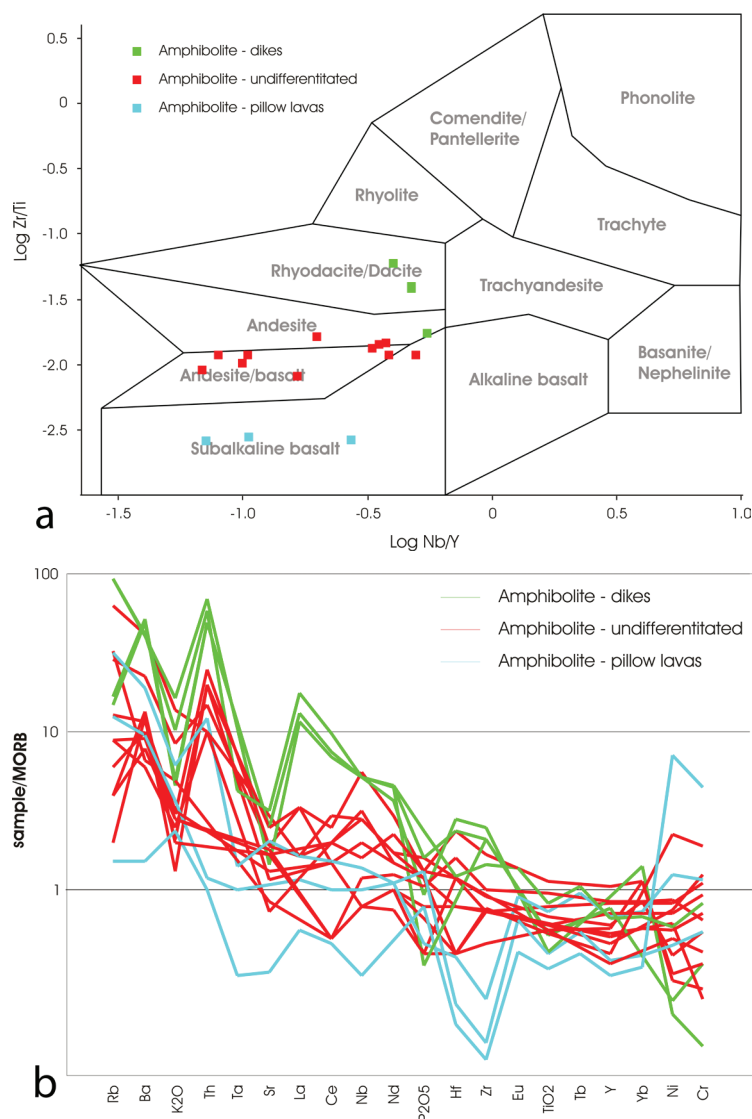 0.5
0
-0.5
-1.0
-1.5
-2.0
-2.5
Log Zr/Ti
Amphibolite - dikes
Amphibolite - undifferentitated
Amphibolite - pillow lavas
Phonolite
Comendite/
Pantellerite
Rhyolite
Trachyte
Rhyodacite/Dacite
Trachyandesite
Andesite
Basanite/
Nephelinite
Andesite/basalt
Alkaline basalt
Subalkaline basalt
a
-1.5 -1.0 -0.5 0 0.5 1.0
Log Nb/Y
100
10
1
sample/MORB
Amphibolite - dikes
Amphibolite - undifferentitated
Amphibolite - pillow lavas
b
Rb Ba K2O Th Ta Sr La Ce Nb Nd P2O5 Hf Zr Eu TiO2 Tb Y Yb Ni Cr